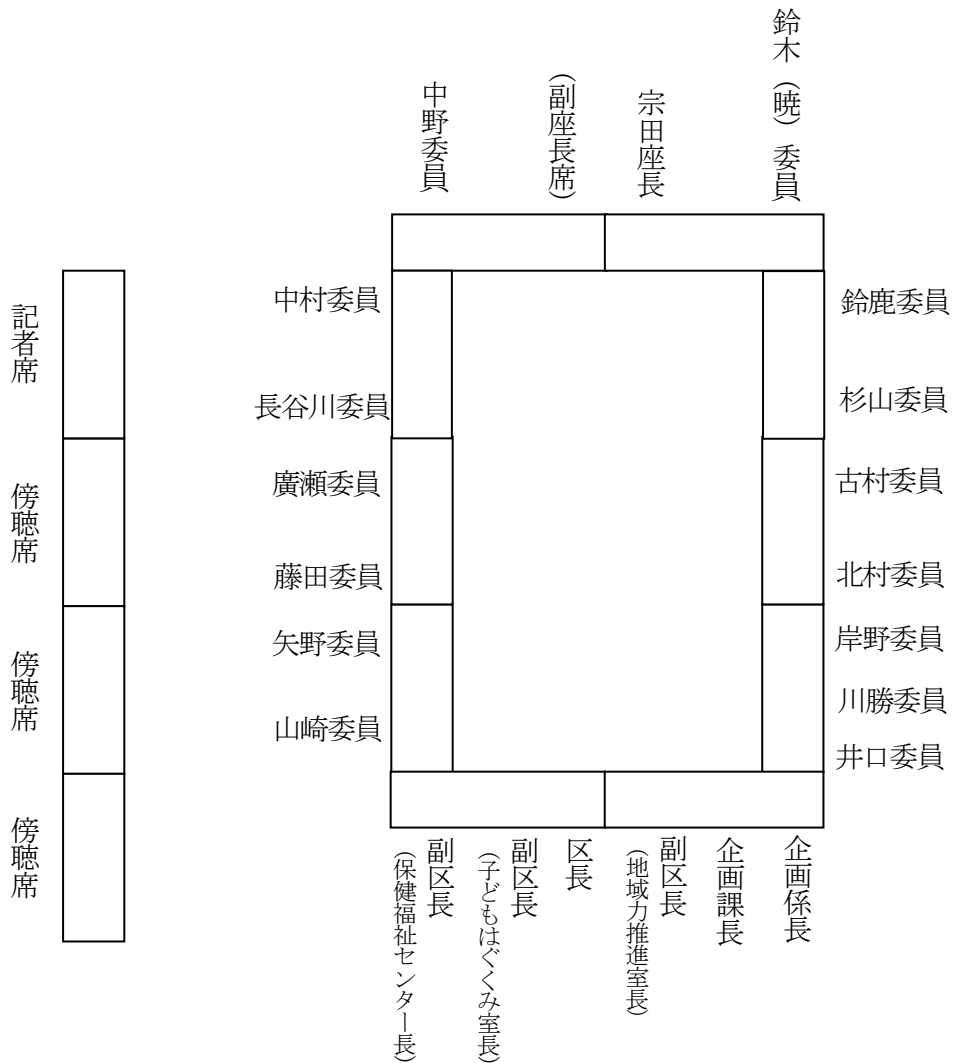 鈴木（暁）委員
宗田座長
（副座長席）
中野委員
中村委員
長谷川委員
廣瀬委員
藤田委員
矢野委員
山崎委員
鈴鹿委員
杉山委員
古村委員
北村委員
岸野委員
川勝委員
井口委員
企画係長
企画課長
副区長
（地域力推進室長）
区長
副区長
（子どもはぐくみ室長）
副区長
（保健福祉センター長）
記者席
傍聴席
傍聴席
傍聴席